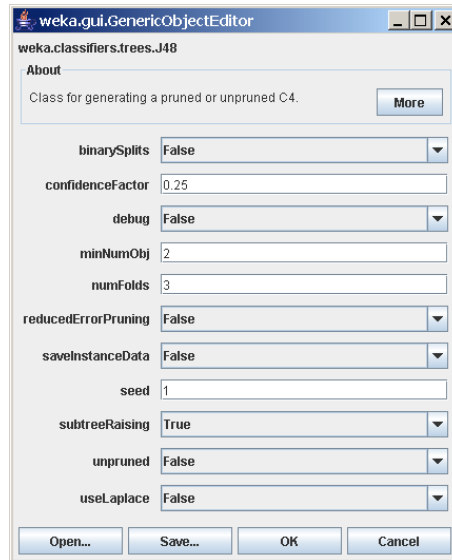 weka.gui.GenericObjectEditor
weka.classifiers.trees.J48
About
Class for generating a pruned or unpruned C4.
More
binarySplits False
confidenceFactor 0.25
debug False
minNumObj 2
numFolds 3
reducedErrorPruning False
saveInstanceData False
seed 1
subtreeRaising True
unpruned False
useLaplace False
Open... Save... OK Cancel